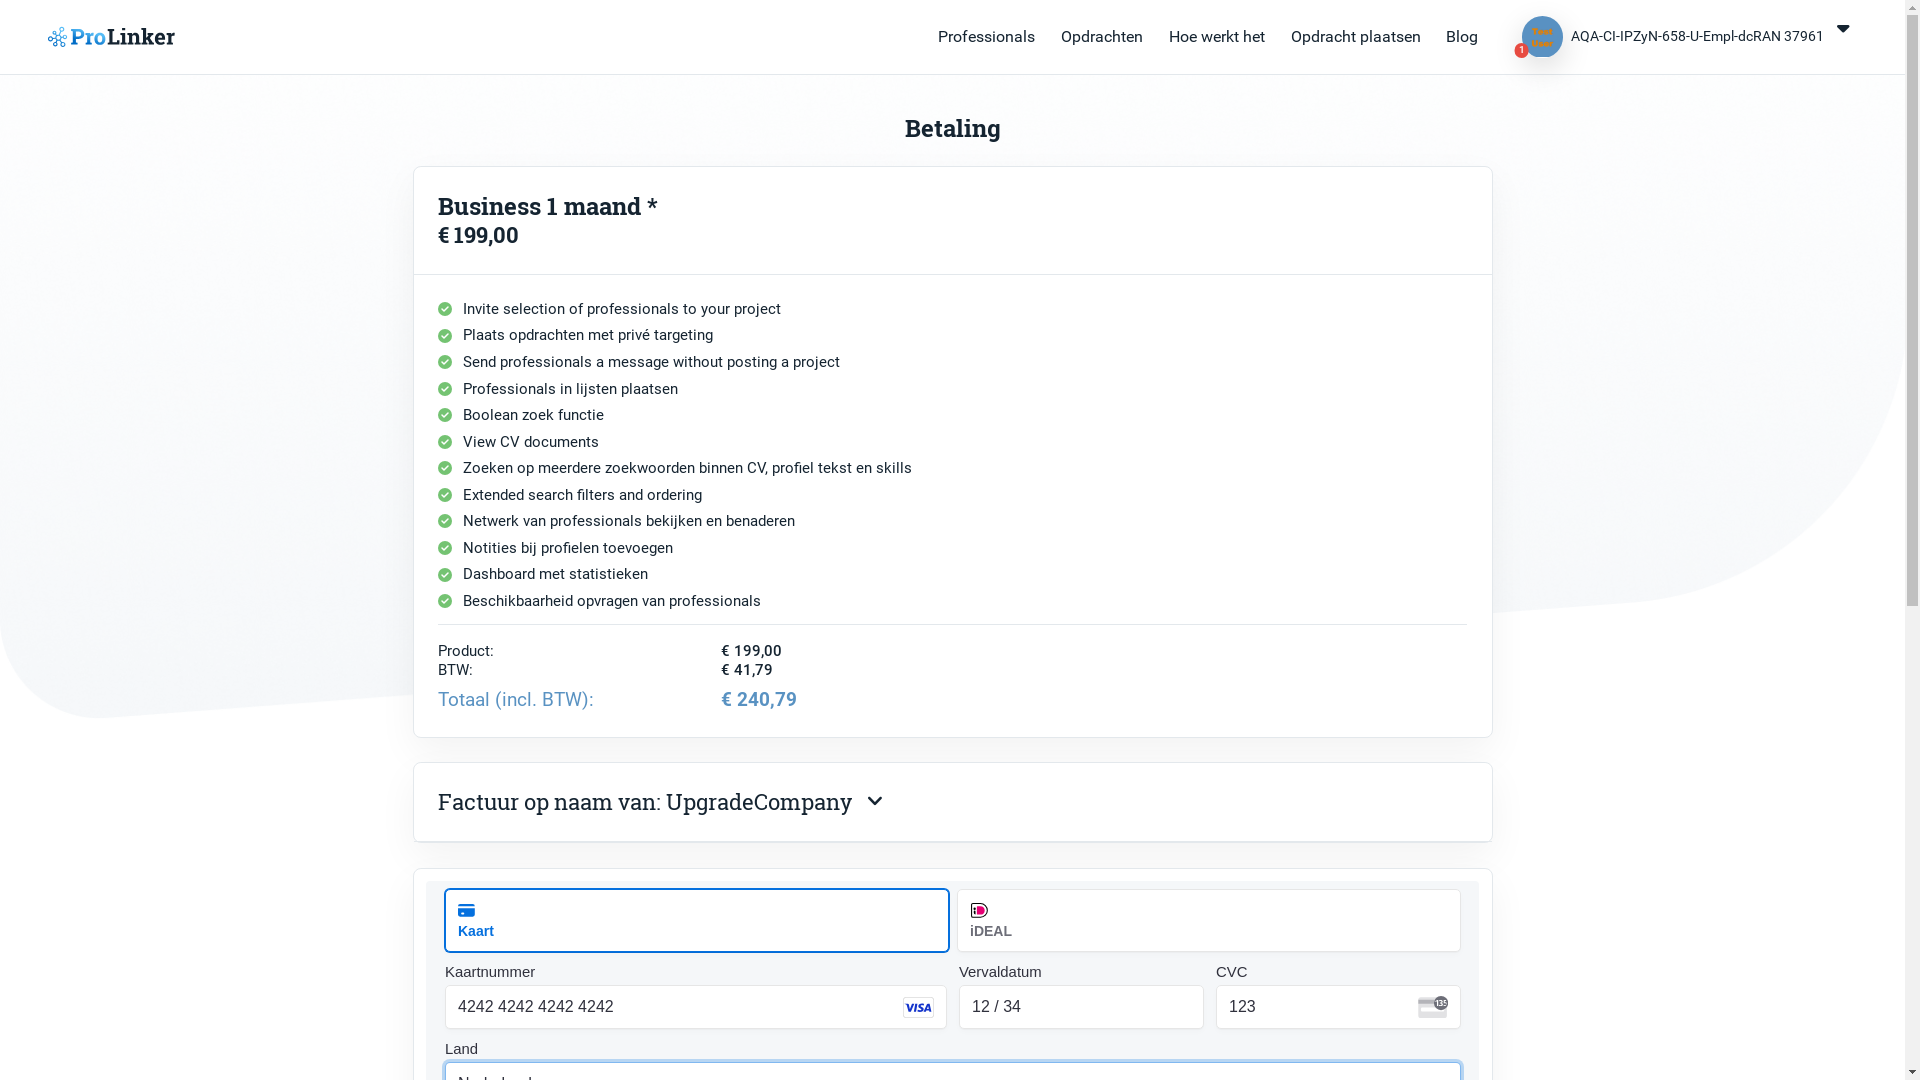 ProLinker
Professionals
Opdrachten
Hoe werkt het
Opdracht plaatsen
Blog
Test
User
1
AQA-CI-IPZyN-658-U-Empl-dcRAN 37961
Betaling
Business 1 maand *
€ 199,00
Invite selection of professionals to your project
Plaats opdrachten met privé targeting
Send professionals a message without posting a project
Professionals in lijsten plaatsen
Boolean zoek functie
View CV documents
Zoeken op meerdere zoekwoorden binnen CV, profiel tekst en skills
Extended search filters and ordering
Netwerk van professionals bekijken en benaderen
Notities bij profielen toevoegen
Dashboard met statistieken
Beschikbaarheid opvragen van professionals
Product: € 199,00
BTW: € 41,79
Totaal (incl. BTW): € 240,79
Factuur op naam van: UpgradeCompany
Kaart
iDEAL
Kaartnummer
Vervaldatum
CVC
4242 4242 4242 4242
VISA
12 / 34
123
135
Land